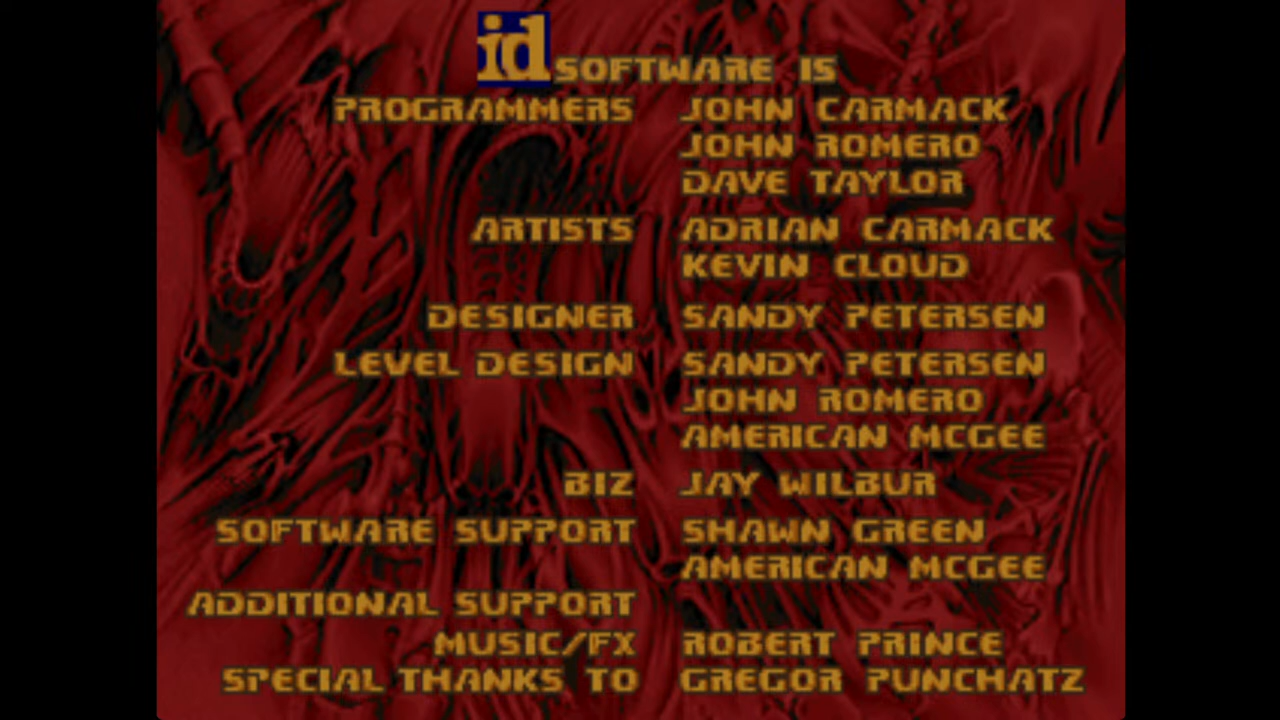 id SOFTWARE IS
PROGRAMMERS JOHN CARMACK
JOHN ROMERO
DAVE TAYLOR
ARTISTS ADRIAN CARMACK
KEVIN CLOUD
DESIGNER SANDY PETERSEN
LEVEL DESIGN SANDY PETERSEN
JOHN ROMERO
AMERICAN MCGEE
BIZ JAY WILBUR
SOFTWARE SUPPORT SHAWN GREEN
AMERICAN MCGEE
ADDITIONAL SUPPORT
MUSIC/FX ROBERT PRINCE
SPECIAL THANKS TO GREGOR PUNCHATZ